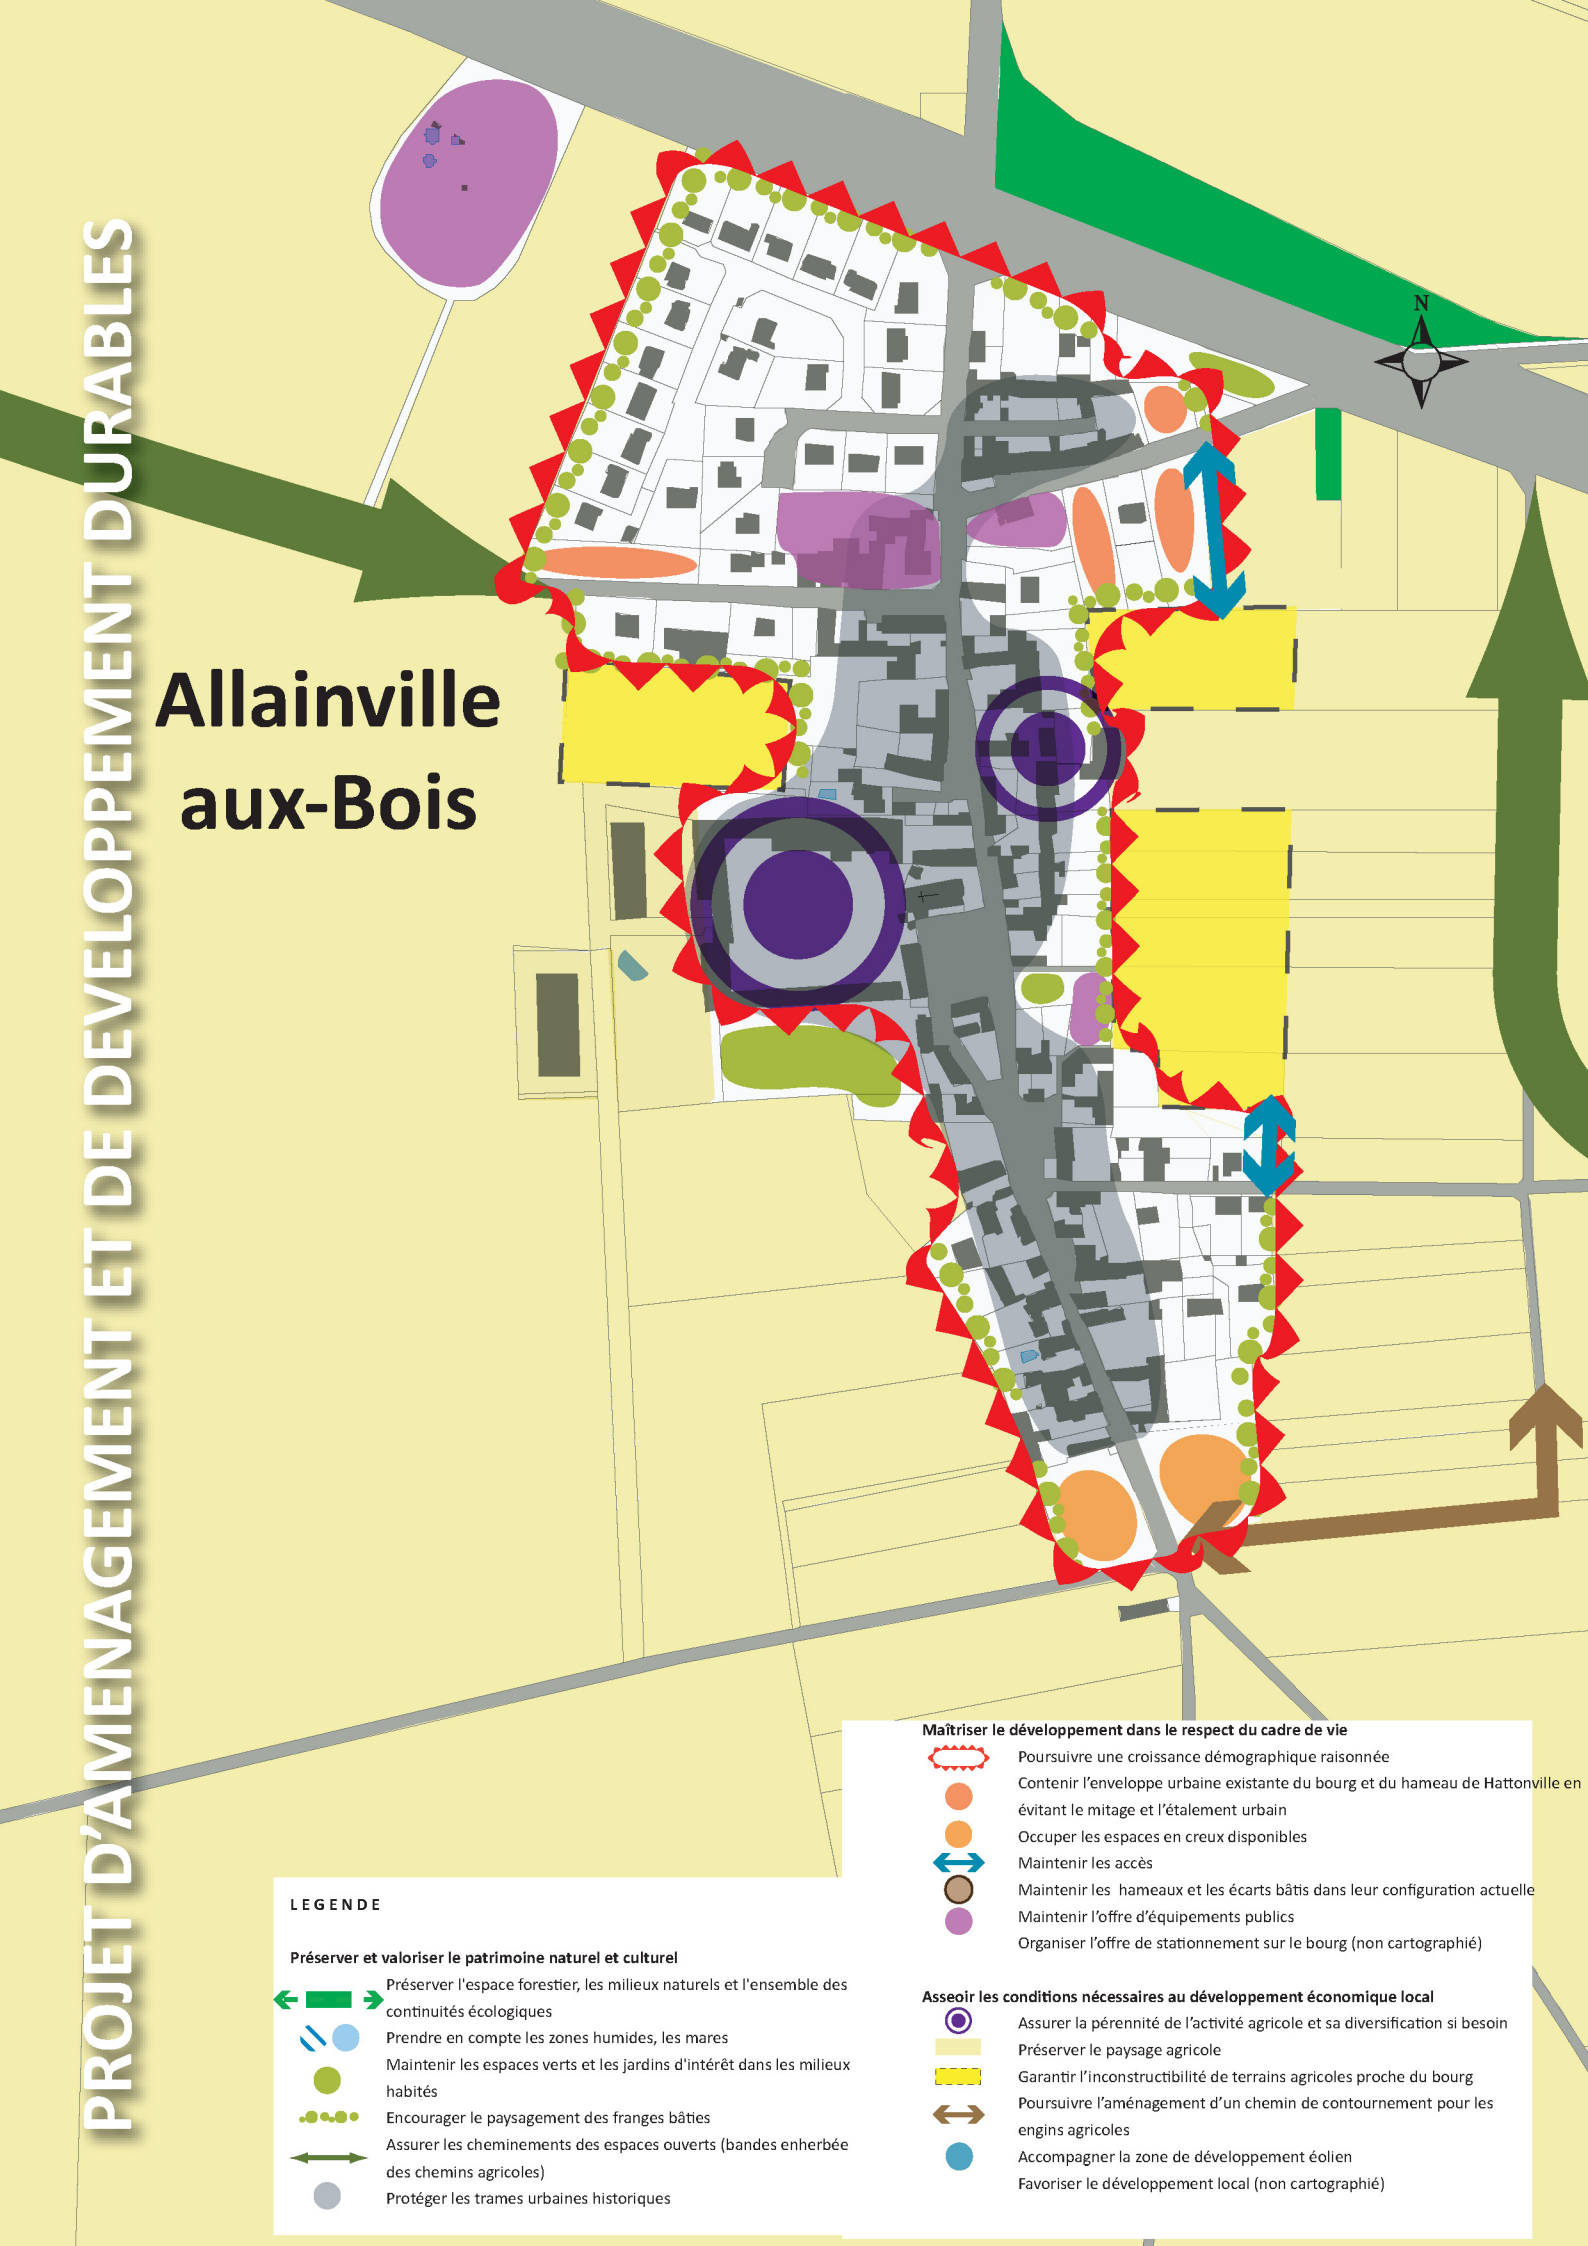 PROJET D'AMENAGEMENT ET DE DEVELOPPEMENT DURABLES
Allainville
aux-Bois
N
LEGENDE
Préserver et valoriser le patrimoine naturel et culturel
Préserver l'espace forestier, les milieux naturels et l'ensemble des
continuités écologiques
Prendre en compte les zones humides, les mares
Maintenir les espaces verts et les jardins d'intérêt dans les milieux
habités
Encourager le paysagement des franges bâties
Assurer les cheminements des espaces ouverts (bandes enherbée
des chemins agricoles)
Protéger les trames urbaines historiques
Maîtriser le développement dans le respect du cadre de vie
Poursuivre une croissance démographique raisonnée
Contenir l'enveloppe urbaine existante du bourg et du hameau de Hattonville en
évitant le mitage et l'étalement urbain
Occuper les espaces en creux disponibles
Maintenir les accès
Maintenir les hameaux et les écarts bâtis dans leur configuration actuelle
Maintenir l'offre d'équipements publics
Organiser l'offre de stationnement sur le bourg (non cartographié)
Asseoir les conditions nécessaires au développement économique local
Assurer la pérennité de l'activité agricole et sa diversification si besoin
Préserver le paysage agricole
Garantir l'inconstructibilité de terrains agricoles proche du bourg
Poursuivre l'aménagement d'un chemin de contournement pour les
engins agricoles
Accompagner la zone de développement éolien
Favoriser le développement local (non cartographié)